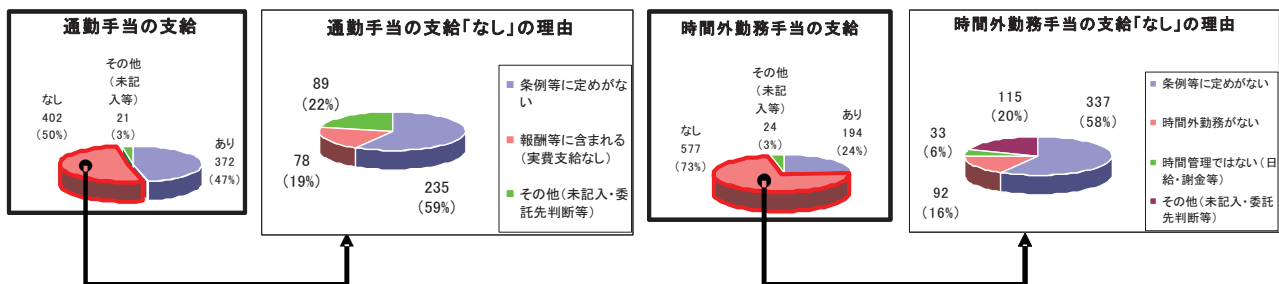 通勤手当の支給
その他
（未記
入等）
21
(3%)
なし
402
(50%)
あり
372
(47%)
通勤手当の支給「なし」の理由
89
(22%)
78
(19%)
235
(59%)
条例等に定めがな
い
報酬等に含まれる
（実費支給なし）
その他（未記入・委
託先判断等）
時間外勤務手当の支給
その他
（未記
入等）
24
(3%)
なし
577
(73%)
あり
194
(24%)
時間外勤務手当の支給「なし」の理由
115
(20%)
337
(58%)
33
(6%)
92
(16%)
条例等に定めがない
時間外勤務がない
時間管理ではない（日
給・謝金等）
その他（未記入・委託
先判断等）